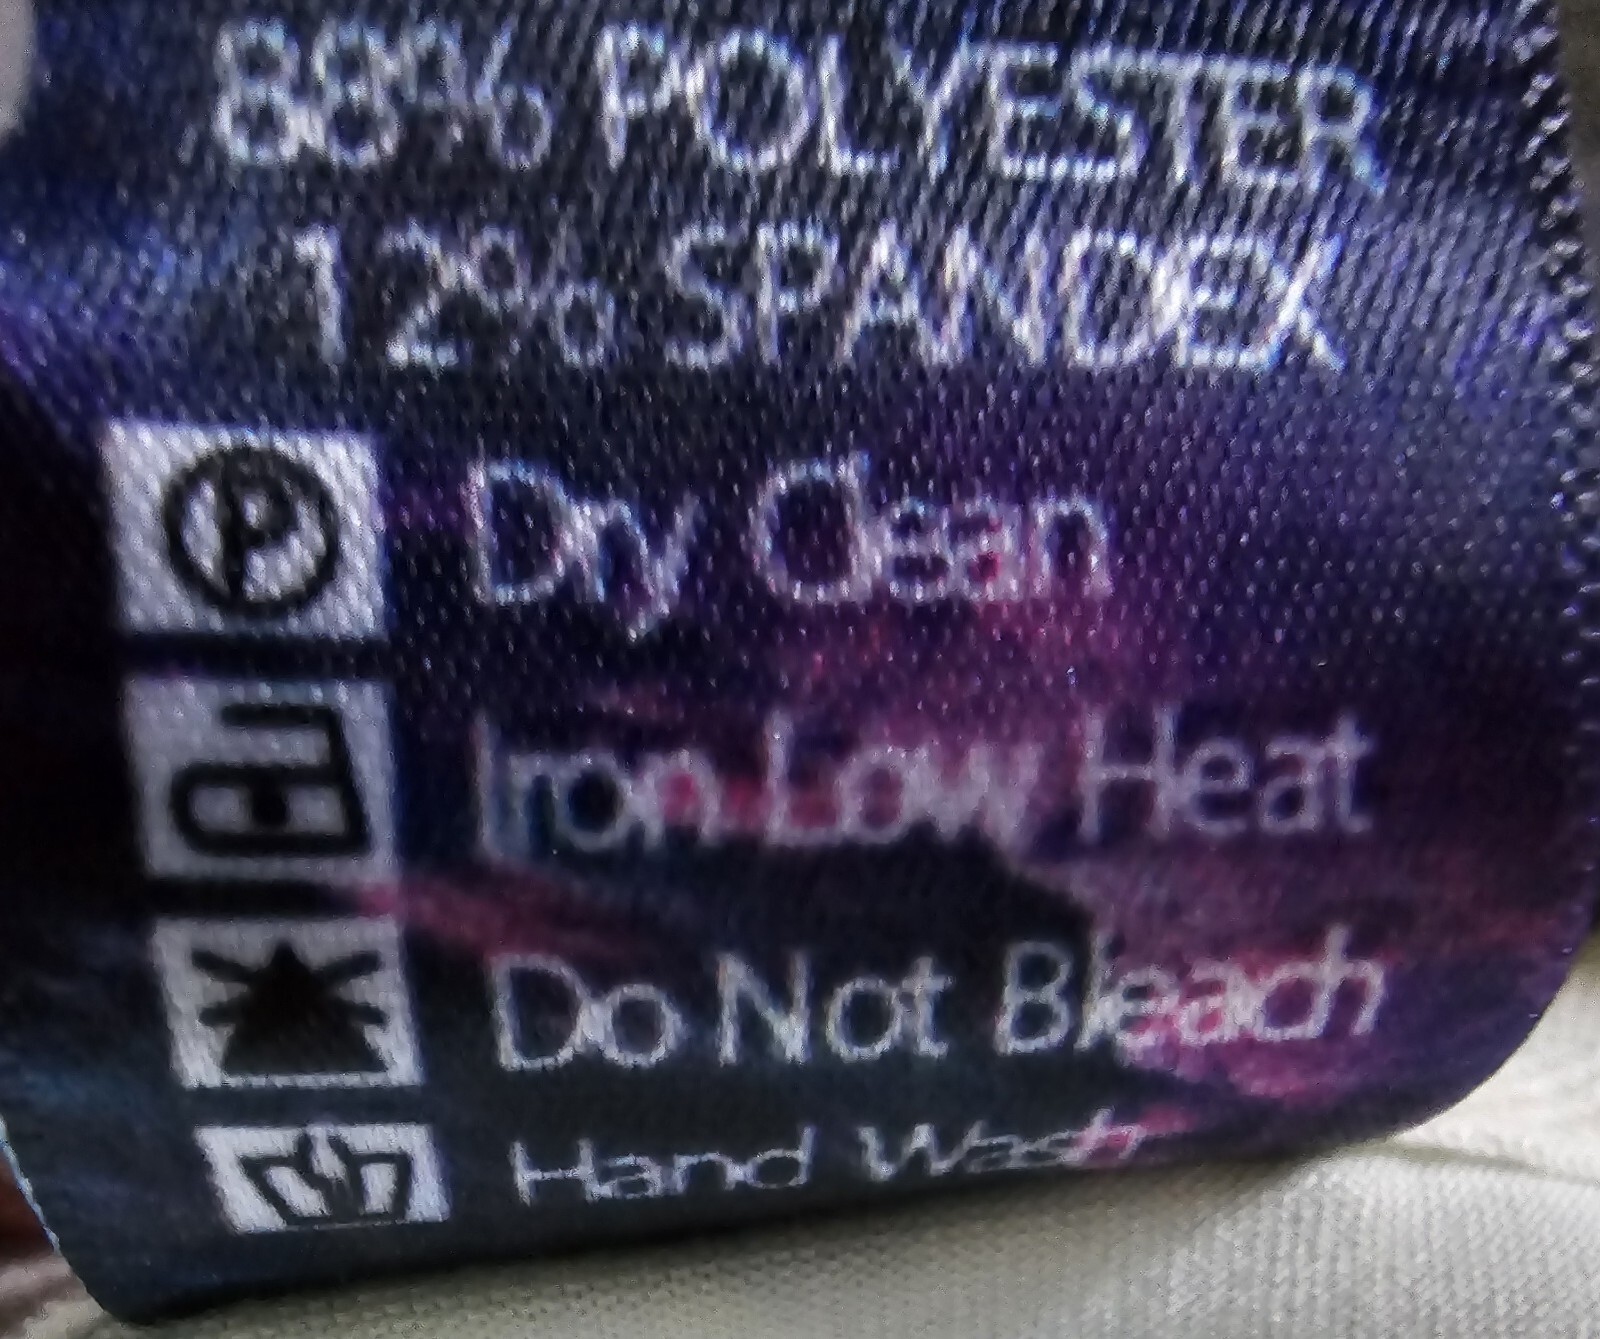 88% POLYESTER
12% SPANDEX
P
Dry Clean
Iron Low Heat
Do Not Bleach
Hand Wash